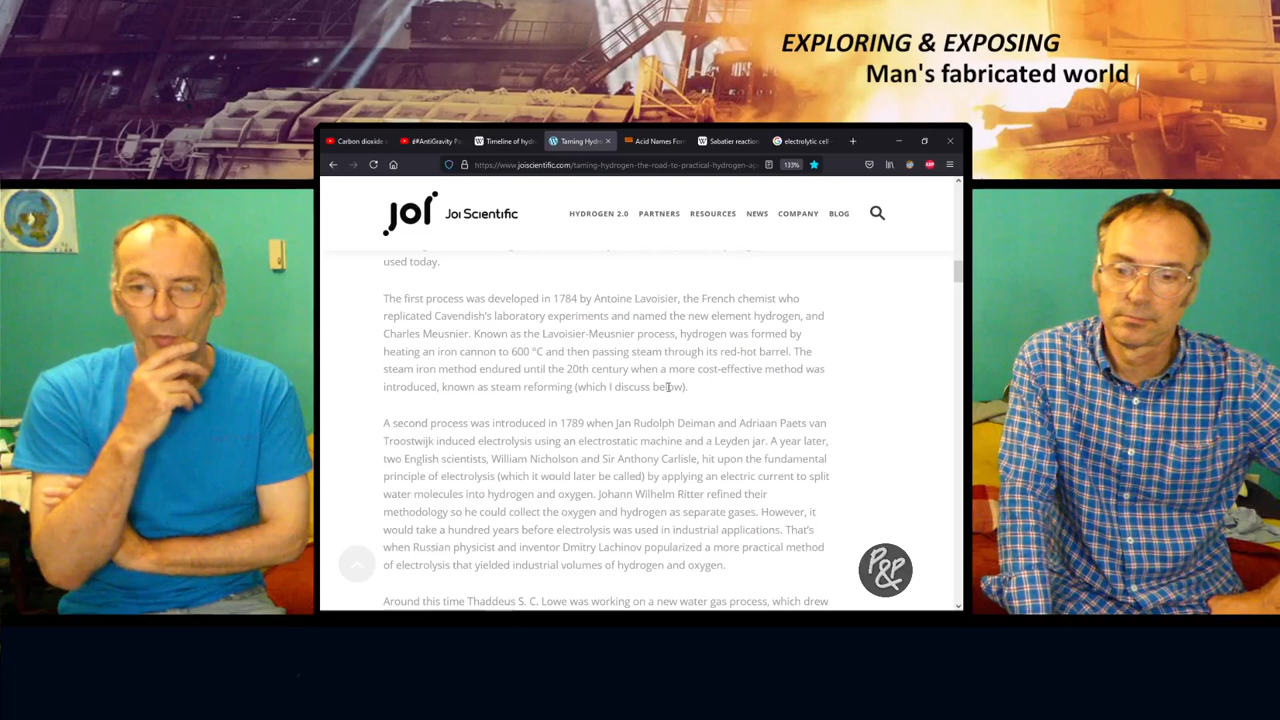 EXPLORING & EXPOSING
Man's fabricated world
Carbon dioxide
#AntiGravity
Timeline of hydr
Taming Hydro
Acid Names For
Sabatier reaction
electrolytic cell
https://www.joiscientific.com/taming-hydrogen-the-road-to-practical-hydrogen-ap
133%
joi Joi Scientific
HYDROGEN 2.0 PARTNERS RESOURCES NEWS COMPANY BLOG
used today.
The first process was developed in 1784 by Antoine Lavoisier, the French chemist who
replicated Cavendish's laboratory experiments and named the new element hydrogen, and
Charles Meusnier. Known as the Lavoisier-Meusnier process, hydrogen was formed by
heating an iron cannon to 600 °C and then passing steam through its red-hot barrel. The
steam iron method endured until the 20th century when a more cost-effective method was
introduced, known as steam reforming (which I discuss below).
A second process was introduced in 1789 when Jan Rudolph Deiman and Adriaan Paets van
Troostwijk induced electrolysis using an electrostatic machine and a Leyden jar. A year later,
two English scientists, William Nicholson and Sir Anthony Carlisle, hit upon the fundamental
principle of electrolysis (which it would later be called) by applying an electric current to split
water molecules into hydrogen and oxygen. Johann Wilhelm Ritter refined their
methodology so he could collect the oxygen and hydrogen as separate gases. However, it
would take a hundred years before electrolysis was used in industrial applications. That's
when Russian physicist and inventor Dmitry Lachinov popularized a more practical method
of electrolysis that yielded industrial volumes of hydrogen and oxygen.
Around this time Thaddeus S. C. Lowe was working on a new water gas process, which drew
P&P